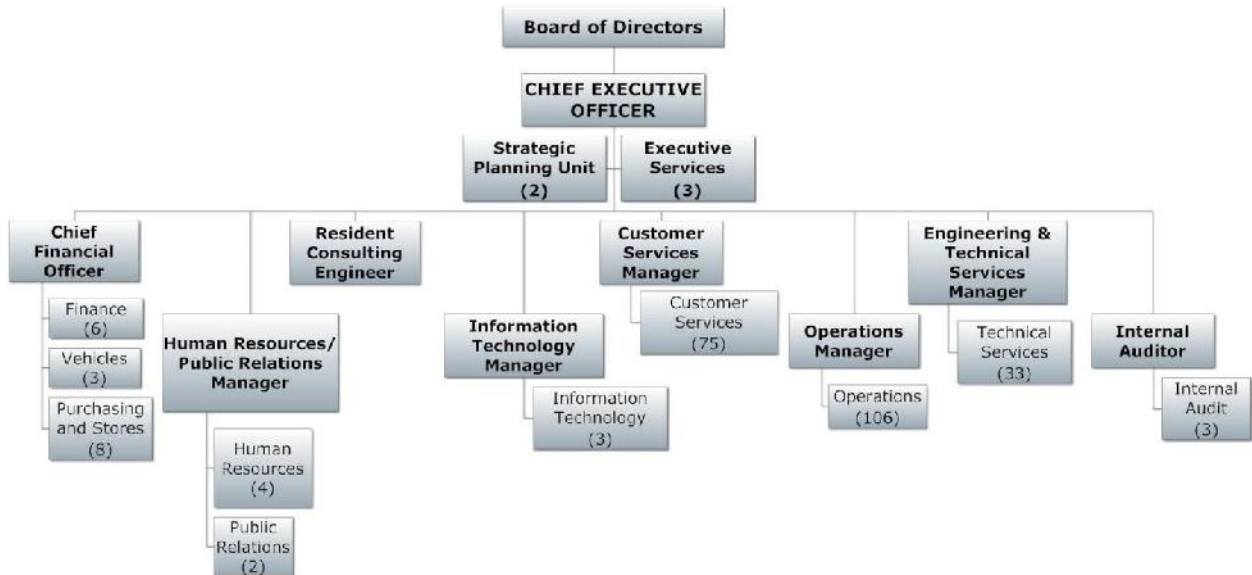 Board of Directors
CHIEF EXECUTIVE
OFFICER
Strategic
Planning Unit
(2)
Executive
Services
(3)
Chief
Financial
Officer
Finance
(6)
Vehicles
(3)
Purchasing
and Stores
(8)
Human Resources/
Public Relations
Manager
Human
Resources
(4)
Public
Relations
(2)
Resident
Consulting
Engineer
Information
Technology
Manager
Information
Technology
(3)
Customer
Services
Manager
Customer
Services
(75)
Operations
Manager
Operations
(106)
Engineering &
Technical
Services
Manager
Technical
Services
(33)
Internal
Auditor
Internal
Audit
(3)